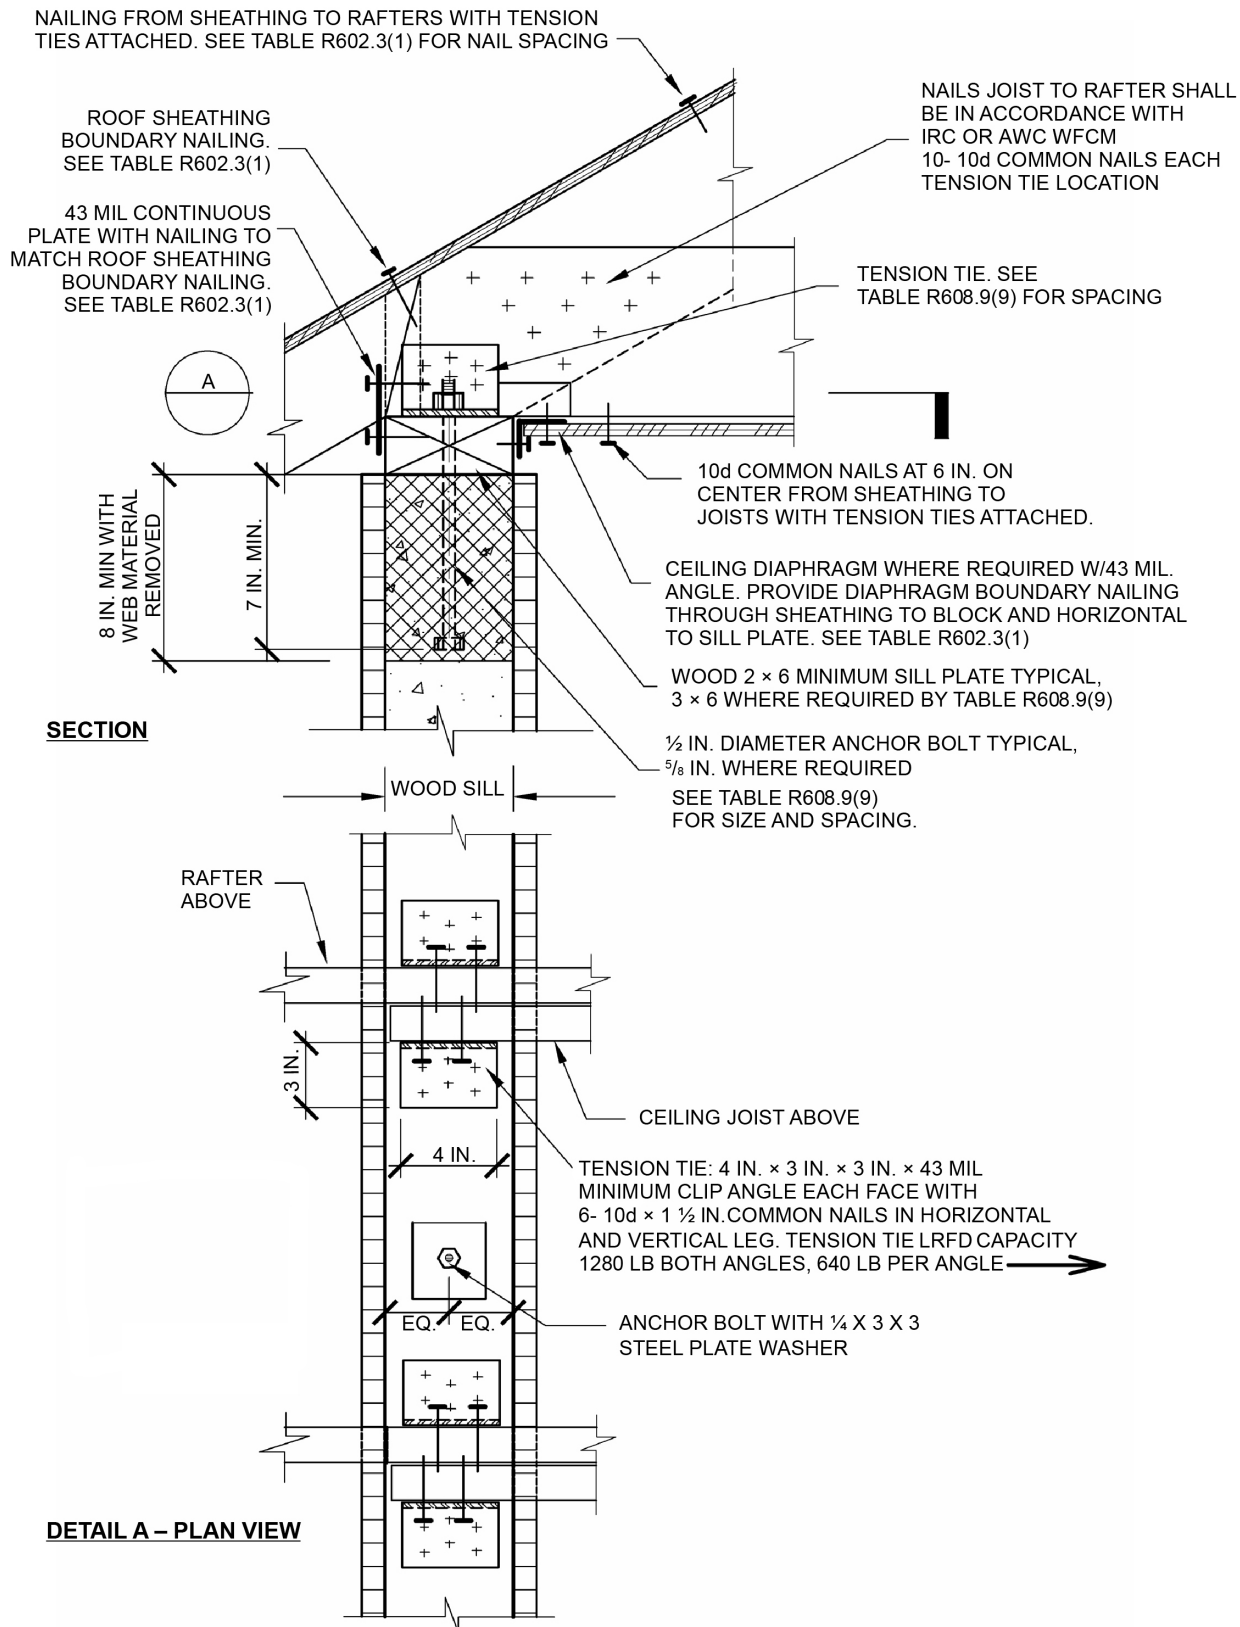 NAILING FROM SHEATHING TO RAFTERS WITH TENSION
TIES ATTACHED. SEE TABLE R602.3(1) FOR NAIL SPACING
NAILS JOIST TO RAFTER SHALL
BE IN ACCORDANCE WITH
IRC OR AWC WFCM
10- 10d COMMON NAILS EACH
TENSION TIE LOCATION
ROOF SHEATHING
BOUNDARY NAILING.
SEE TABLE R602.3(1)
43 MIL CONTINUOUS
PLATE WITH NAILING TO
MATCH ROOF SHEATHING
BOUNDARY NAILING.
SEE TABLE R602.3(1)
TENSION TIE. SEE
TABLE R608.9(9) FOR SPACING
A
10d COMMON NAILS AT 6 IN. ON
CENTER FROM SHEATHING TO
JOISTS WITH TENSION TIES ATTACHED.
8 IN. MIN WITH
WEB MATERIAL
REMOVED
7 IN. MIN.
CEILING DIAPHRAGM WHERE REQUIRED W/43 MIL.
ANGLE. PROVIDE DIAPHRAGM BOUNDARY NAILING
THROUGH SHEATHING TO BLOCK AND HORIZONTAL
TO SILL PLATE. SEE TABLE R602.3(1)
WOOD 2 × 6 MINIMUM SILL PLATE TYPICAL,
3 × 6 WHERE REQUIRED BY TABLE R608.9(9)
SECTION
½ IN. DIAMETER ANCHOR BOLT TYPICAL,
5/8 IN. WHERE REQUIRED
SEE TABLE R608.9(9)
FOR SIZE AND SPACING.
WOOD SILL
RAFTER
ABOVE
3 IN.
CEILING JOIST ABOVE
4 IN.
TENSION TIE: 4 IN. × 3 IN. × 3 IN. × 43 MIL
MINIMUM CLIP ANGLE EACH FACE WITH
6- 10d × 1 ½ IN.COMMON NAILS IN HORIZONTAL
AND VERTICAL LEG. TENSION TIE LRFD CAPACITY
1280 LB BOTH ANGLES, 640 LB PER ANGLE
EQ. EQ.
ANCHOR BOLT WITH ¼ X 3 X 3
STEEL PLATE WASHER
DETAIL A – PLAN VIEW